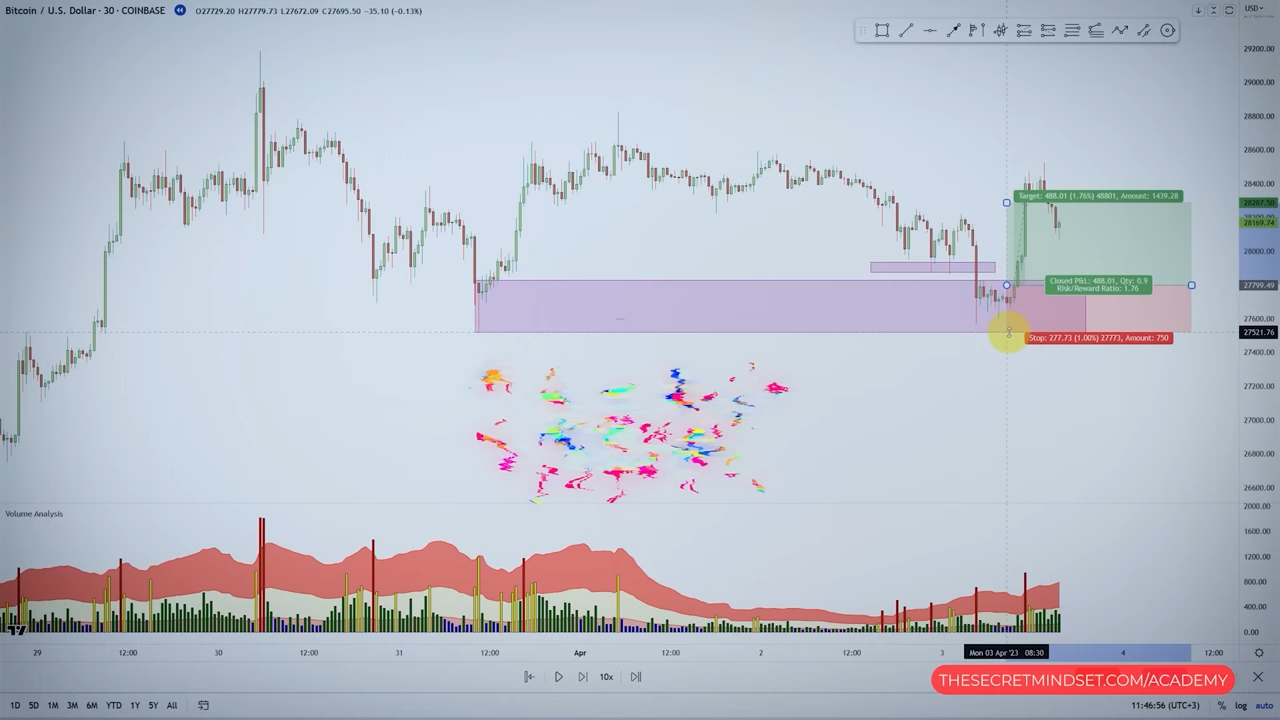 Bitcoin / U.S. Dollar · 30 · COINBASE O27729.20 H27779.73 L27672.09 C27695.50 −35.10 (−0.13%)
USD
29200.00
29000.00
28800.00
28600.00
28400.00
Target: 488.01 (1.76%) 48801, Amount: 1439.28
28287.50
28169.74
28000.00
Closed P&L: 488.01, Qty: 0.9
Risk/Reward Ratio: 1.76
27799.49
27600.00
27521.76
Stop: 277.73 (1.00%) 27773, Amount: 750
27400.00
27200.00
27000.00
26800.00
26600.00
Volume Analysis
2000.00
1600.00
1200.00
800.00
400.00
0.00
29 12:00 30 12:00 31 12:00 Apr 12:00 2 12:00 3 Mon 03 Apr '23 08:30 4 12:00
10x
THESECRETMINDSET.COM/ACADEMY
1D 5D 1M 3M 6M YTD 1Y 5Y All 11:46:56 (UTC+3) % log auto